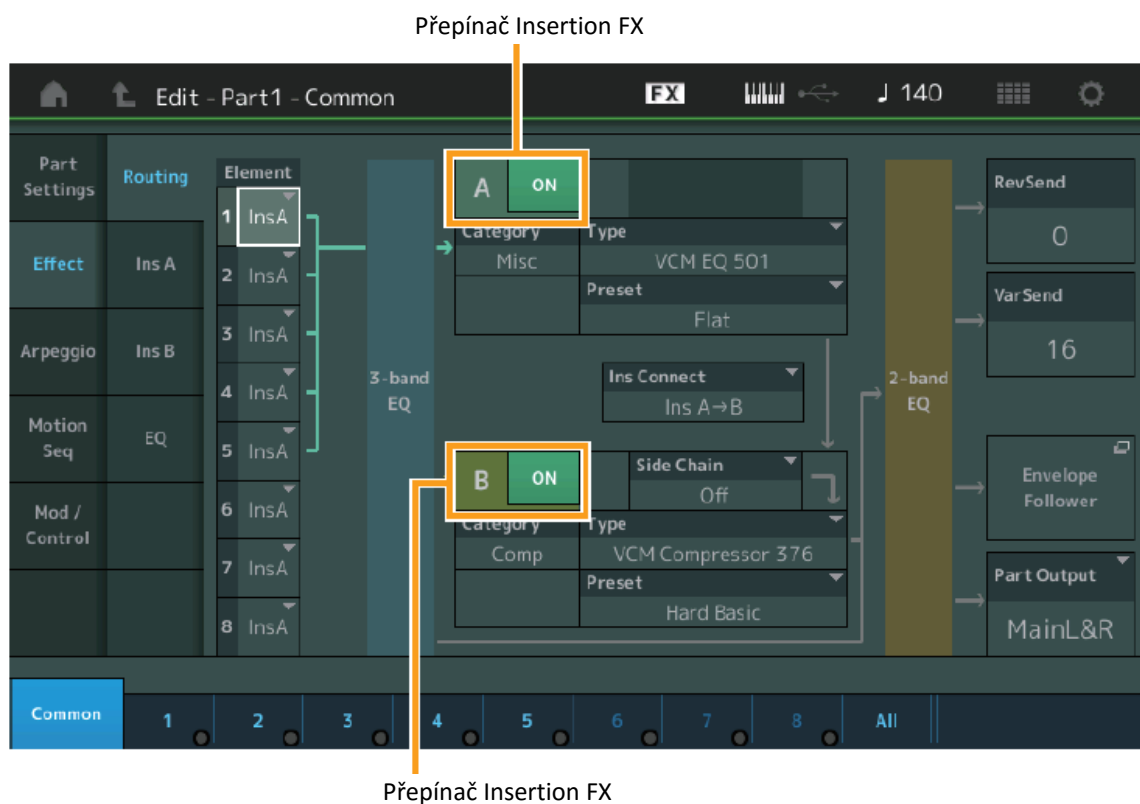 Přepínač Insertion FX
Edit - Part1 - Common
FX
♩ 140
Part
Settings
Effect
Arpeggio
Motion
Seq
Mod /
Control
Routing
Ins A
Ins B
EQ
Element
1 InsA
2 InsA
3 InsA
4 InsA
5 InsA
6 InsA
7 InsA
8 InsA
3-band
EQ
A ON
Category
Misc
Type
VCM EQ 501
Preset
Flat
Ins Connect
Ins A→B
B ON
Side Chain
Off
Category
Comp
Type
VCM Compressor 376
Preset
Hard Basic
2-band
EQ
RevSend
0
VarSend
16
Envelope
Follower
Part Output
MainL&R
Common 1 2 3 4 5 6 7 8 All
Přepínač Insertion FX